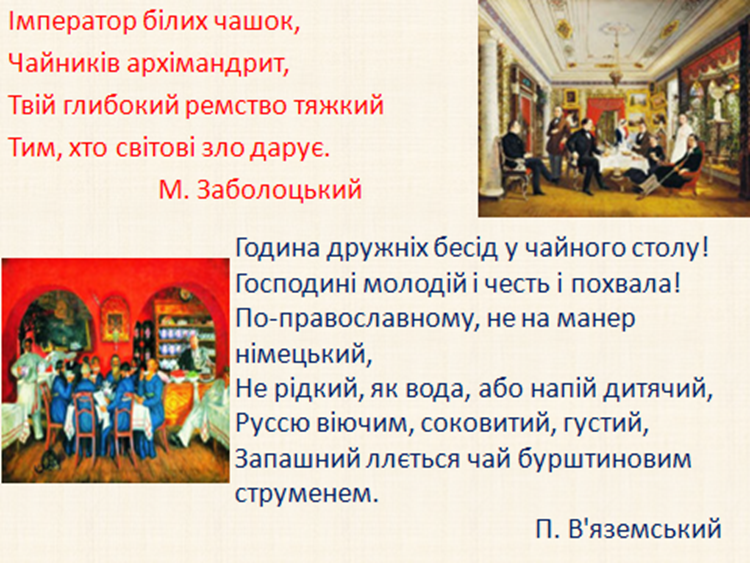 Імператор білих чашок,
Чайників архімандрит,
Твій глибокий ремство тяжкий
Тим, хто світові зло дарує.
М. Заболоцький
Година дружніх бесід у чайного столу!
Господині молодій і честь і похвала!
По-православному, не на манер
німецький,
Не рідкий, як вода, або напій дитячий,
Руссю віючим, соковитий, густий,
Запашний ллється чай бурштиновим
струменем.
П. В'яземський